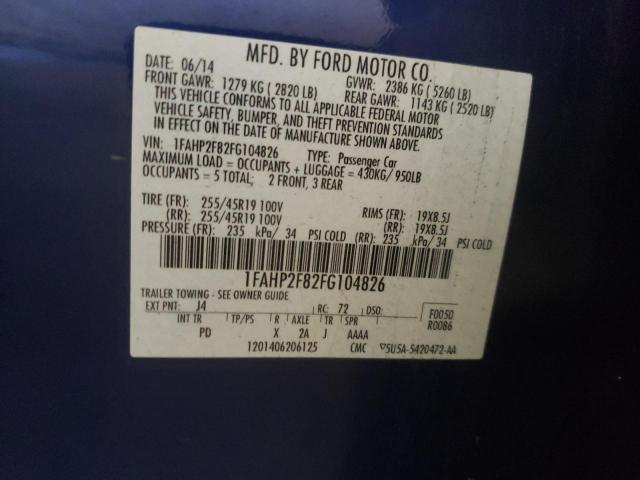 MFD. BY FORD MOTOR CO.
DATE: 06/14 GVWR: 2386 KG ( 5260 LB)
FRONT GAWR: 1279 KG ( 2820 LB) REAR GAWR: 1143 KG ( 2520 LB)
THIS VEHICLE CONFORMS TO ALL APPLICABLE FEDERAL MOTOR
VEHICLE SAFETY, BUMPER, AND THEFT PREVENTION STANDARDS
IN EFFECT ON THE DATE OF MANUFACTURE SHOWN ABOVE.
VIN: 1FAHP2F82FG104826 TYPE: Passenger Car
MAXIMUM LOAD = OCCUPANTS + LUGGAGE = 430KG/ 950LB
OCCUPANTS = 5 TOTAL; 2 FRONT, 3 REAR
TIRE (FR): 255/45R19 100V RIMS (FR): 19X8.5J
(RR): 255/45R19 100V (RR): 19X8.5J
PRESSURE (FR): 235 kPa/ 34 PSI COLD (RR): 235 kPa/ 34 PSI COLD
1FAHP2F82FG104826
TRAILER TOWING - SEE OWNER GUIDE.
EXT PNT: J4 RC: 72 DSO: F0050
INT TR TP/PS R AXLE TR SPR R0086
PD X 2A J AAAA
1201406206125 CMC ▽5U5A-5420472-AA